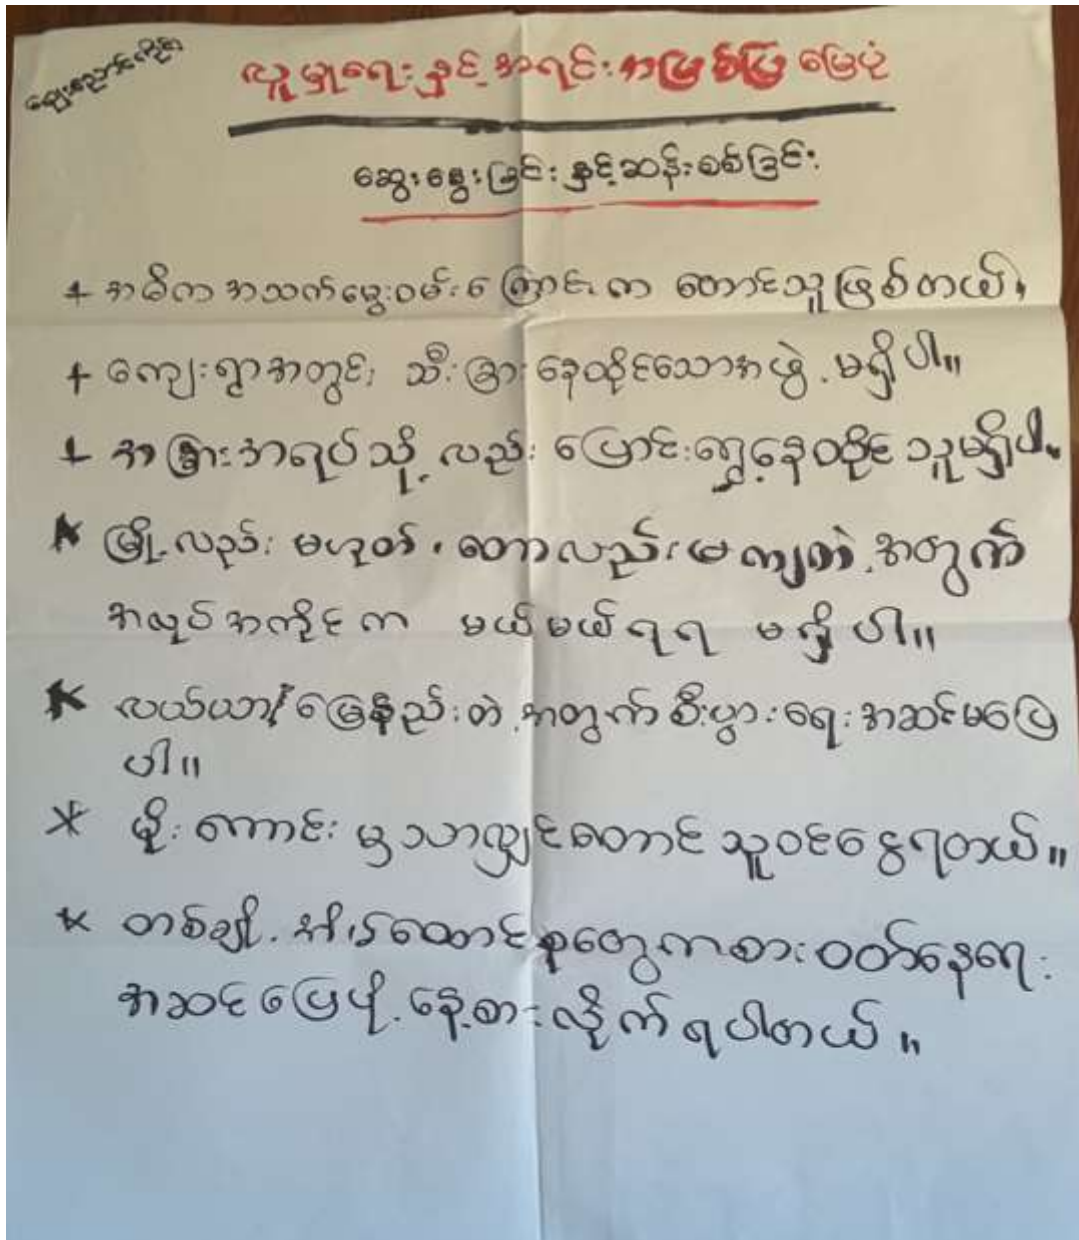 လူမှုရေးနှင့်အရင်းအမြစ်ပြမြေပုံ
ဆွေးနွေးခြင်းနှင့်ဆန်းစစ်ခြင်း
+ အဓိကအသက်မွေးဝမ်းကြောင်းက တောင်သူဖြစ်တယ်၊
+ ကျေးရွာအတွင်း သီးခြားနေထိုင်သောအဖွဲ့ မရှိပါ။
+ အခြားအရပ်သို့လည်း ပြောင်းရွှေ့နေထိုင်သူမရှိပါ။
* မြို့လည်းမဟုတ်၊ တောလည်းမကျတဲ့အတွက်
အလုပ်အကိုင်က မယ်မယ်ရရ မရှိပါ။
* လယ်ယာ/မြေနည်းတဲ့အတွက်စီးပွားရေးအဆင်မပြေ
ပါ။
* မိုးကောင်းမှသာလျှင်တောင်သူဝင်ငွေရတယ်။
* တစ်ချို့အိမ်ထောင်စုတွေကစားဝတ်နေရေး
အဆင်ပြေဖို့နေ့စားလိုက်ရပါတယ်။